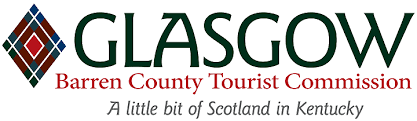 GLASGOW
Barren County Tourist Commission
A little bit of Scotland in Kentucky